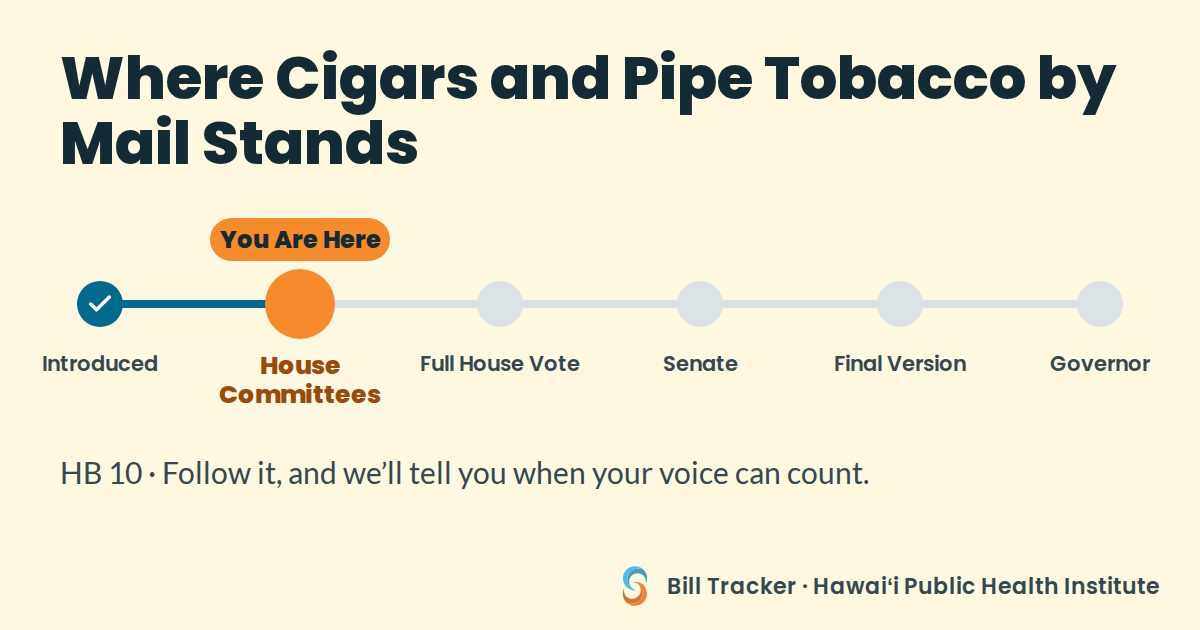 Where Cigars and Pipe Tobacco by
Mail Stands
You Are Here
Introduced
House
Committees
Full House Vote
Senate
Final Version
Governor
HB 10 · Follow it, and we’ll tell you when your voice can count.
Bill Tracker · Hawaiʻi Public Health Institute